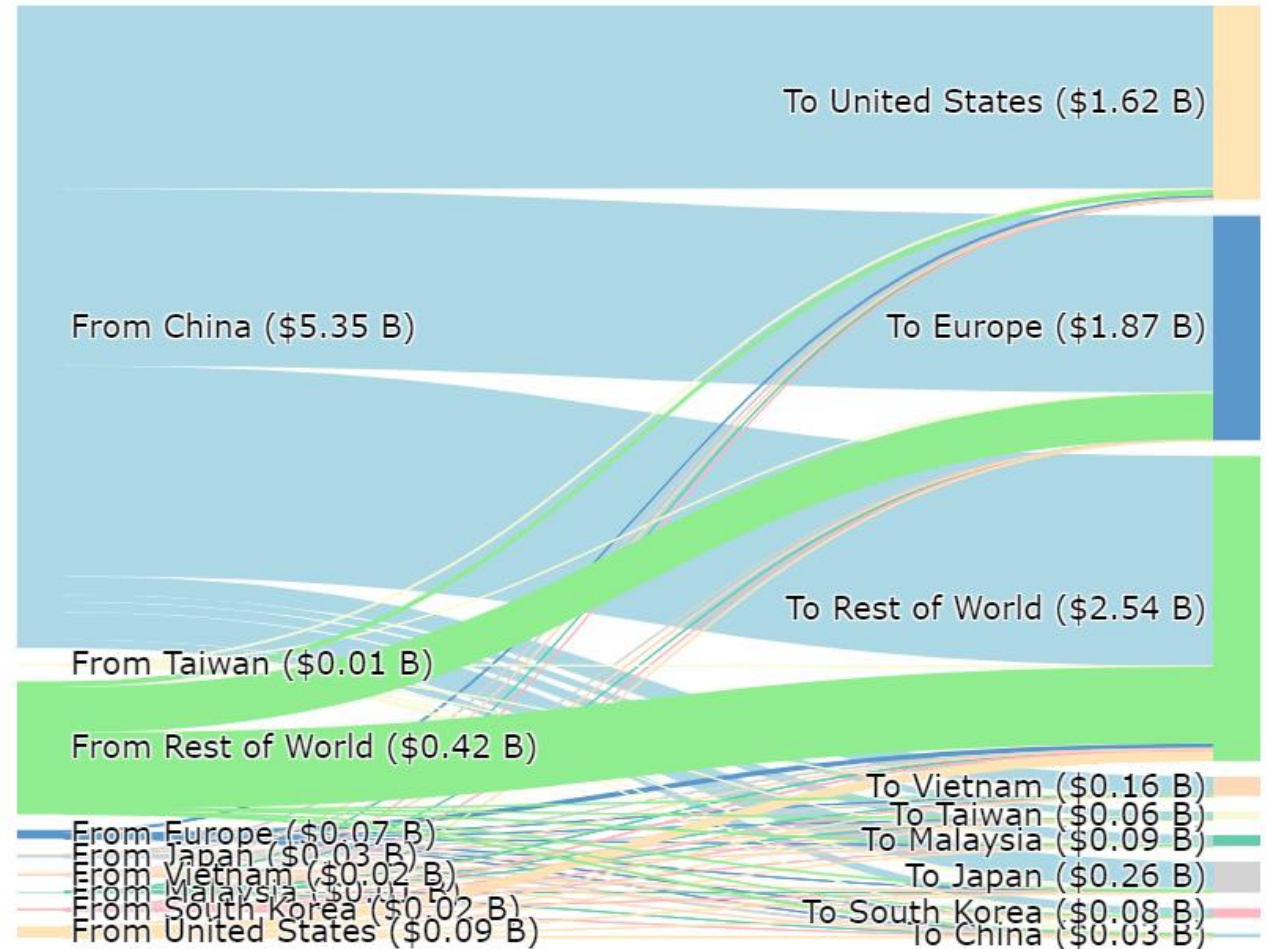 To United States ($1.62 B)
From China ($5.35 B)
To Europe ($1.87 B)
To Rest of World ($2.54 B)
From Taiwan ($0.01 B)
From Rest of World ($0.42 B)
To Vietnam ($0.16 B)
To Taiwan ($0.06 B)
From Europe ($0.07 B)
To Malaysia ($0.09 B)
From Japan ($0.03 B)
From Vietnam ($0.02 B)
To Japan ($0.26 B)
From Malaysia ($0.01 B)
From South Korea ($0.02 B)
To South Korea ($0.08 B)
From United States ($0.09 B)
To China ($0.03 B)